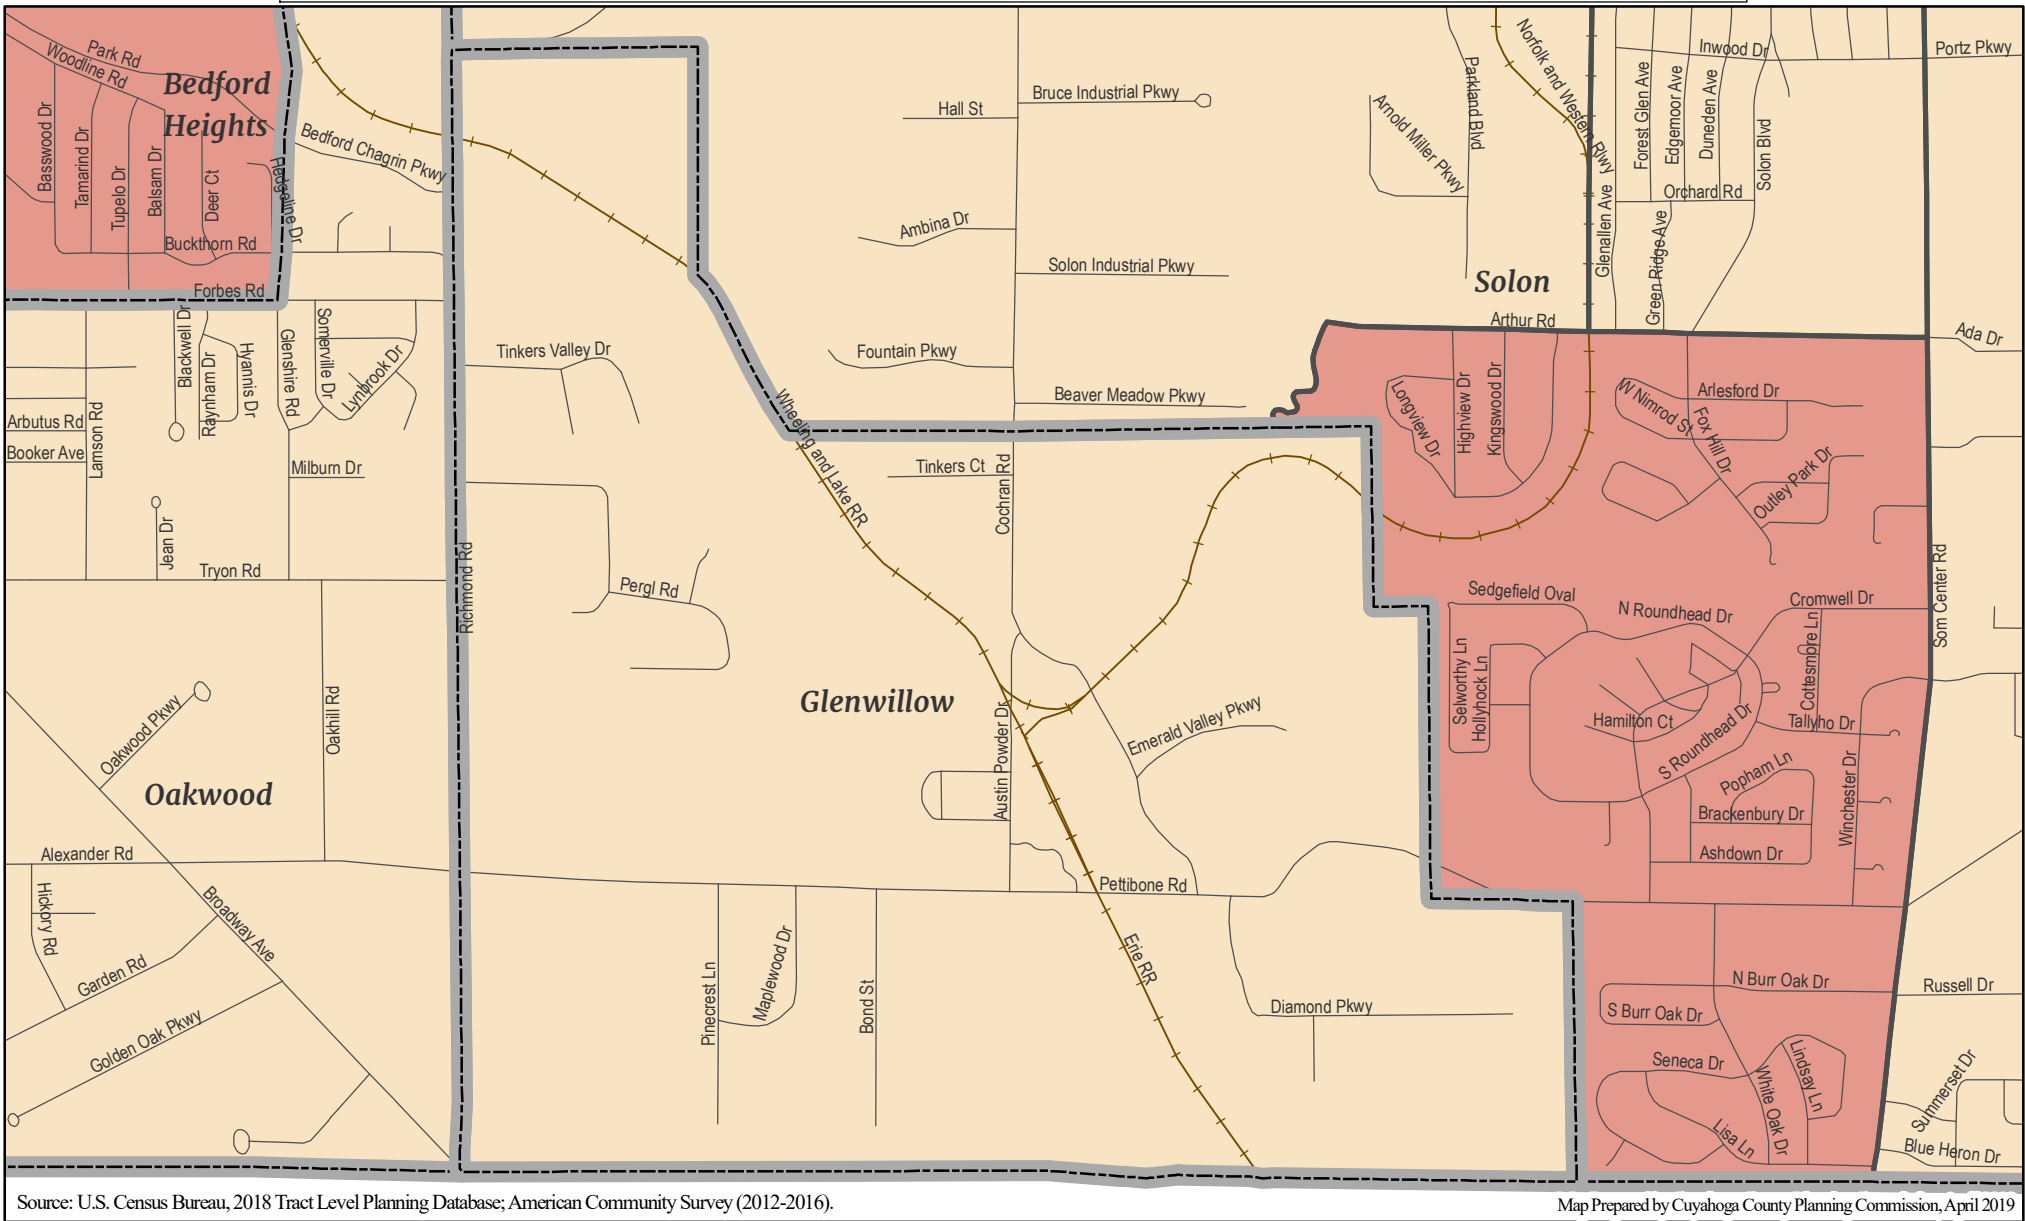 Park Rd
Woodline Rd
Bedford
Heights
Basswood Dr
Tamarind Dr
Tupelo Dr
Balsam Dr
Deer Ct
Hedgeline Dr
Buckthorn Rd
Forbes Rd
Bedford Chagrin Pkwy
Hall St
Bruce Industrial Pkwy
Arnold Miller Pkwy
Parkland Blvd
Norfolk and Western Rlwy
Inwood Dr
Portz Pkwy
Forest Glen Ave
Edgemoor Ave
Duneden Ave
Solon Blvd
Orchard Rd
Glenallen Ave
Green Ridge Ave
Ambina Dr
Solon Industrial Pkwy
Solon
Arthur Rd
Ada Dr
Blackwell Dr
Raynham Dr
Hyannis Dr
Glenshire Rd
Somerville Dr
Lynbrook Dr
Tinkers Valley Dr
Fountain Pkwy
Beaver Meadow Pkwy
Wheeling and Lake RR
Longview Dr
Highview Dr
Kingswood Dr
W Nimrod St
Arlesford Dr
Fox Hill Dr
Outley Park Dr
Arbutus Rd
Booker Ave
Lamson Rd
Milburn Dr
Jean Dr
Tryon Rd
Richmond Rd
Tinkers Ct
Cochran Rd
Pergl Rd
Som Center Rd
Sedgefield Oval
N Roundhead Dr
Cromwell Dr
Cottesmore Ln
Selworthy Ln
Hollyhock Ln
Hamilton Ct
S Roundhead Dr
Tallyho Dr
Popham Ln
Brackenbury Dr
Ashdown Dr
Winchester Dr
Oakwood Pkwy
Oakhill Rd
Oakwood
Glenwillow
Austin Powder Dr
Emerald Valley Pkwy
Alexander Rd
Hickory Rd
Broadway Ave
Garden Rd
Golden Oak Pkwy
Pettibone Rd
Pinecrest Ln
Maplewood Dr
Bond St
Erie RR
Diamond Pkwy
N Burr Oak Dr
S Burr Oak Dr
Russell Dr
Seneca Dr
Lindsay Ln
White Oak Dr
Lisa Ln
Summerset Dr
Blue Heron Dr
Source: U.S. Census Bureau, 2018 Tract Level Planning Database; American Community Survey (2012-2016).
Map Prepared by Cuyahoga County Planning Commission, April 2019